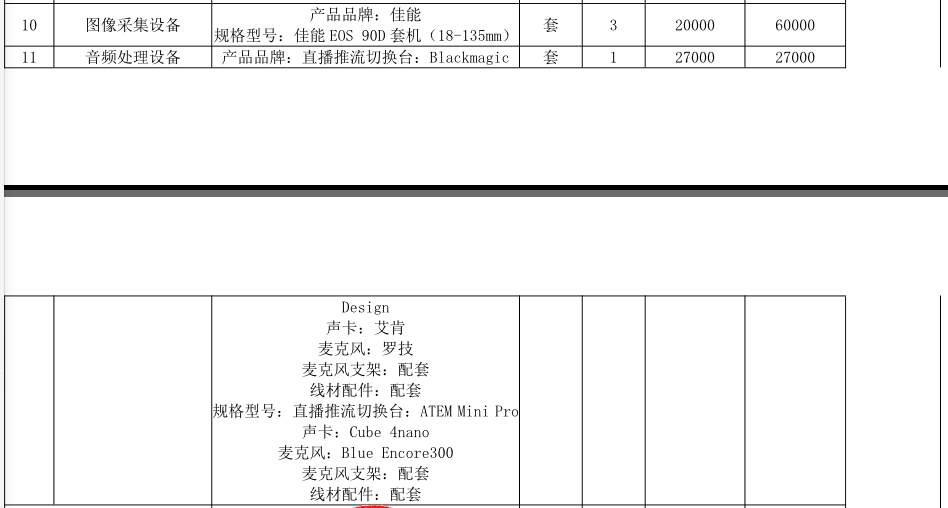 10 图像采集设备 产品品牌：佳能 套 3 20000 60000
规格型号：佳能 EOS 90D 套机（18-135mm）
11 音频处理设备 产品品牌：直播推流切换台：Blackmagic 套 1 27000 27000
Design
声卡：艾肯
麦克风：罗技
麦克风支架：配套
线材配件：配套
规格型号：直播推流切换台：ATEM Mini Pro
声卡：Cube 4nano
麦克风：Blue Encore300
麦克风支架：配套
线材配件：配套